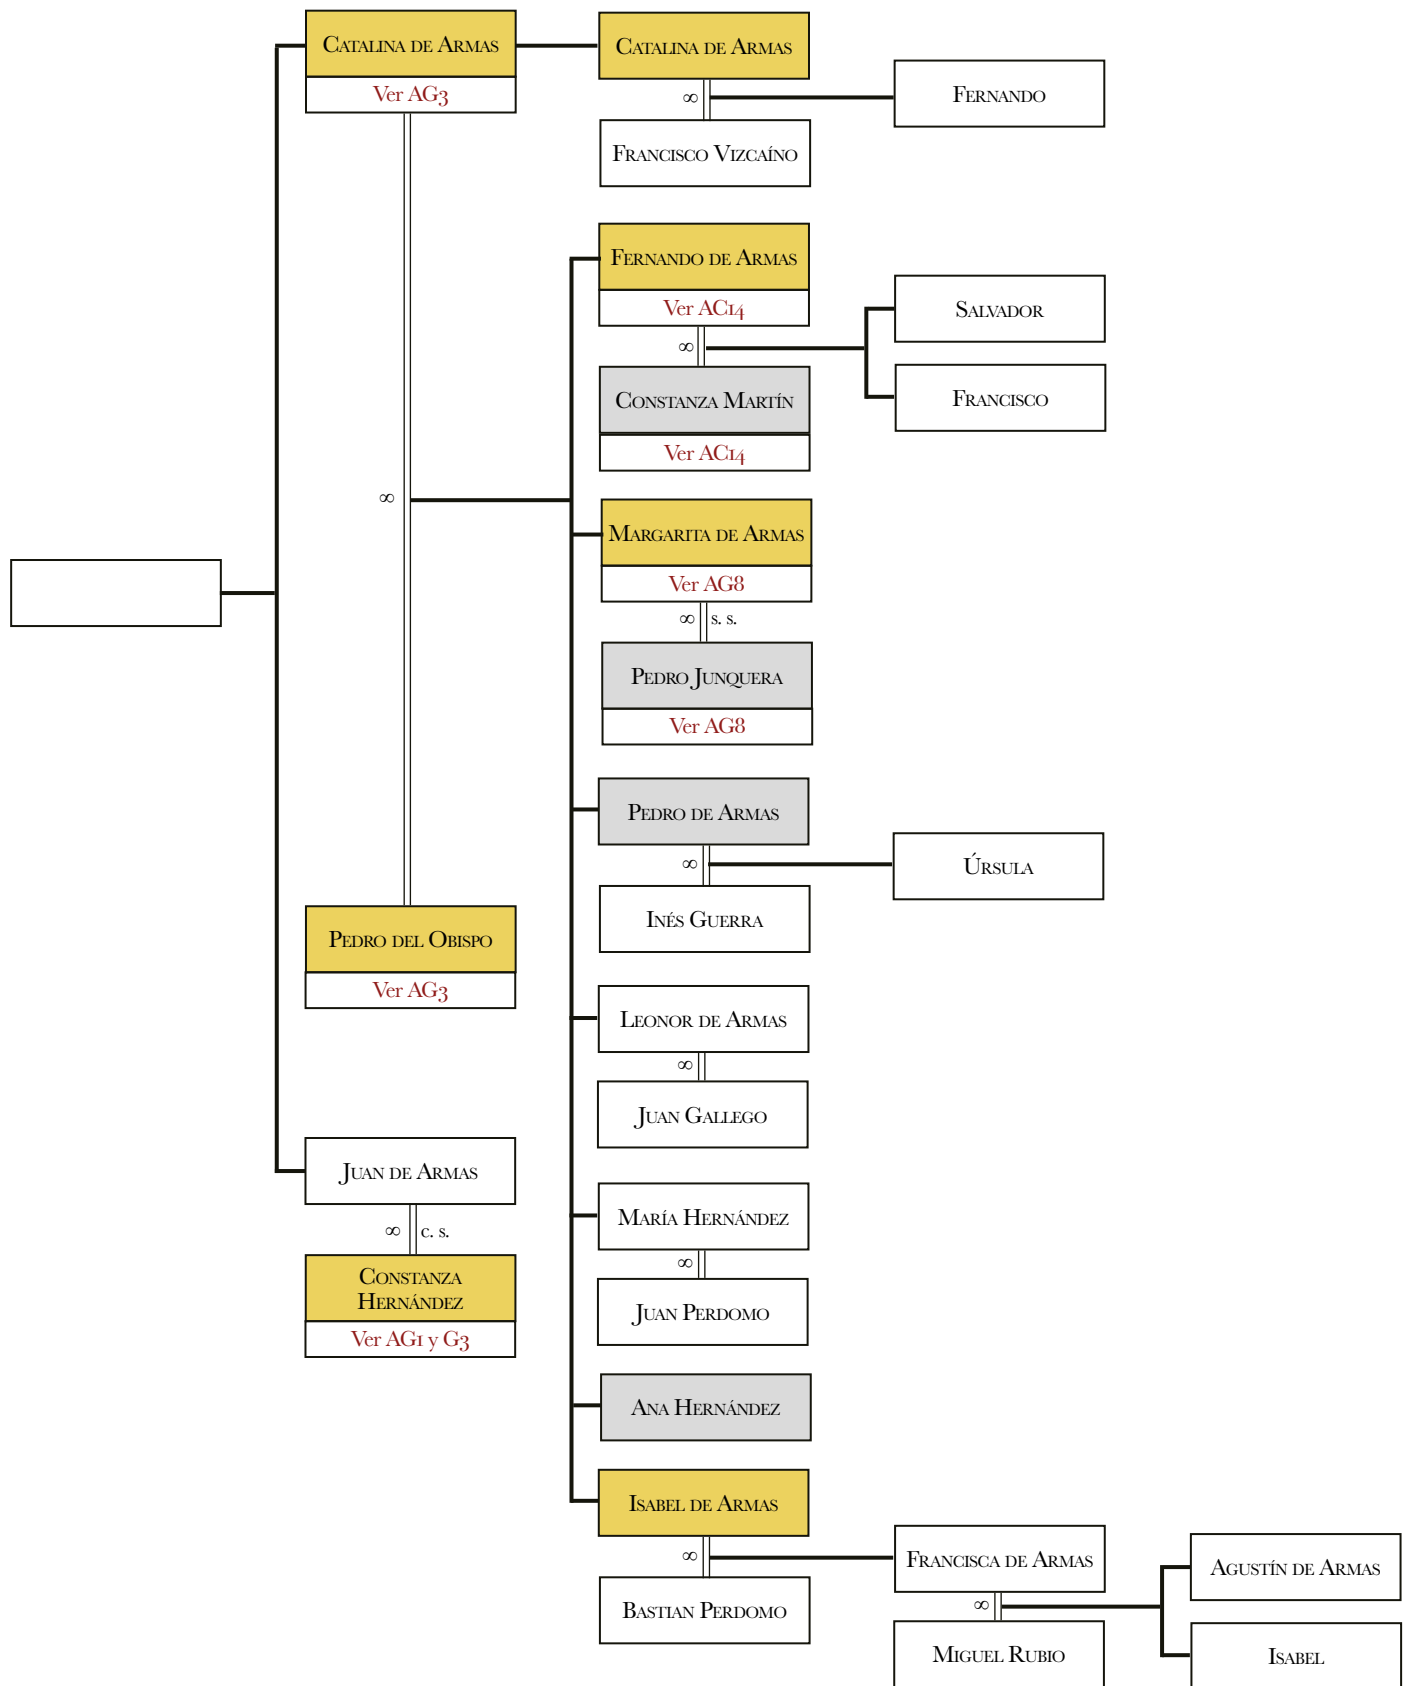 Catalina de Armas
Ver AG3
∞
Pedro del Obispo
Ver AG3
Juan de Armas
∞ c. s.
Constanza
Hernández
Ver AG1 y G3
Catalina de Armas
∞
Francisco Vizcaíno
Fernando
Fernando de Armas
Ver AC14
∞
Constanza Martín
Ver AC14
Salvador
Francisco
Margarita de Armas
Ver AG8
∞ s. s.
Pedro Junquera
Ver AG8
Pedro de Armas
∞
Inés Guerra
Úrsula
Leonor de Armas
∞
Juan Gallego
María Hernández
∞
Juan Perdomo
Ana Hernández
Isabel de Armas
∞
Bastian Perdomo
Francisca de Armas
∞
Miguel Rubio
Agustín de Armas
Isabel